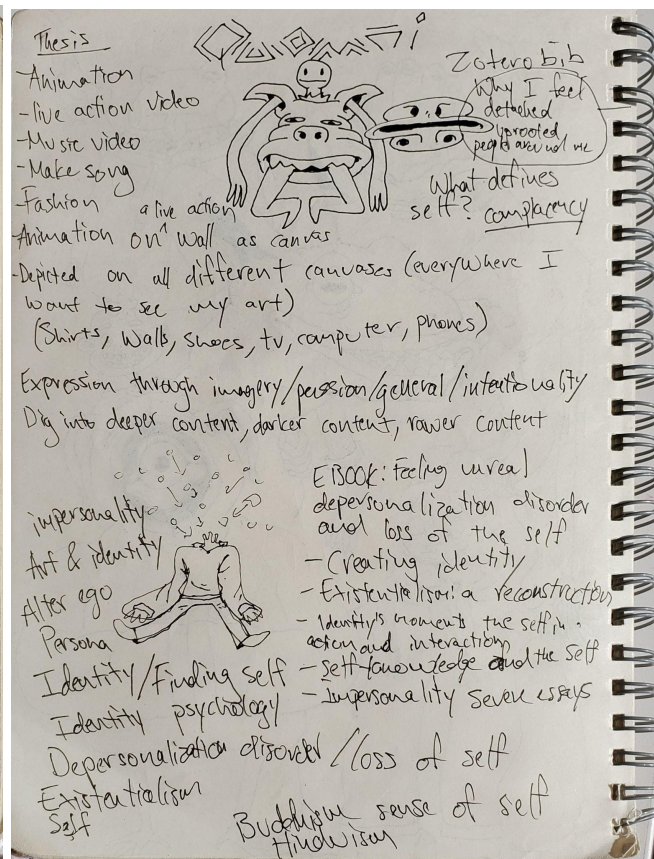 Thesis
-Animation
-live action video
-Music video
-Make song
-Fashion
-Animation on a live action wall as canvas
-Depicted on all different canvases (everywhere I
want to see my art)
(Shirts, walls, shoes, tv, computer, phones)
Zotero bib
Why I feel
detached
uprooted
people around me
What defines
self? complacency
Expression through imagery/passion/general/intentionality
Dig into deeper content, darker content, rawer content
impersonality
Art & identity
Alter ego
Persona
Identity/Finding self
Identity psychology
EBOOK: Feeling unreal
depersonalization disorder
and loss of the self
-Creating identity
-Existentialism: a reconstruction
-Identity's moments the self in
action and interaction
-Self-knowledge and the self
-Impersonality seven essays
Depersonalization disorder/loss of self
Existentialism
Self
Buddhism sense of self
Hinduism